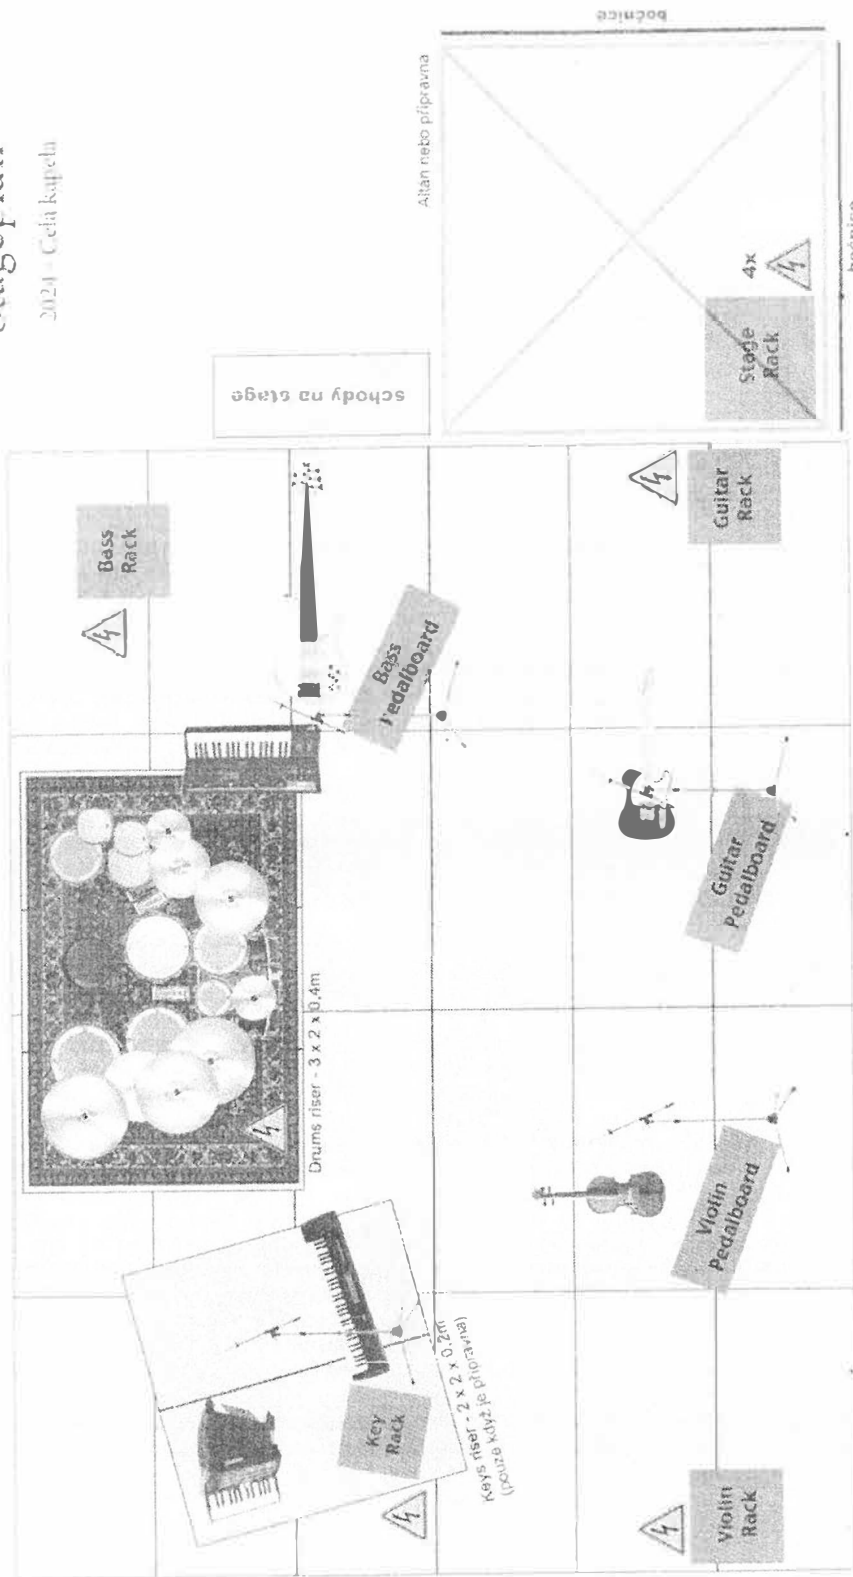 2024 - Celá kapela
bočnice
Altán nebo přípravna
4x
Stage
Rack
schody na stage
Bass
Rack
Guitar
Rack
Bass
Pedalboard
Guitar
Pedalboard
Drums riser - 3 x 2 x 0,4m
Violin
Pedalboard
Keys riser - 2 x 2 x 0,2m
(pouze když je přípravna)
Key
Rack
Violin
Rack